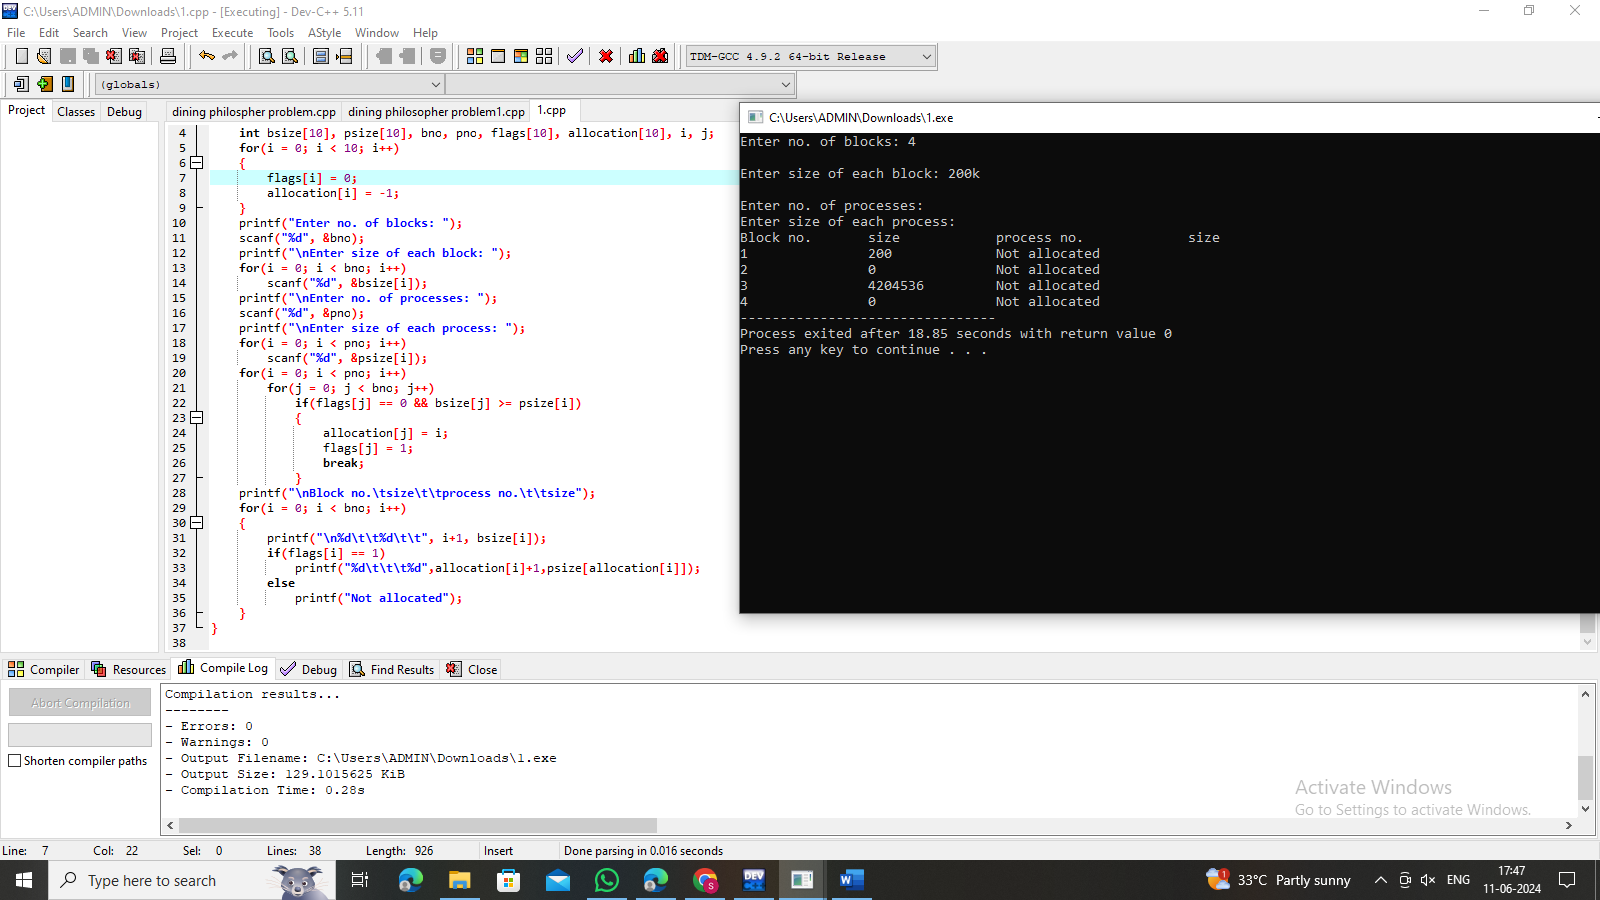 C:\Users\ADMIN\Downloads\1.cpp - [Executing] - Dev-C++ 5.11
File Edit Search View Project Execute Tools AStyle Window Help
TDM-GCC 4.9.2 64-bit Release
(globals)
Project Classes Debug
dining philospher problem.cpp dining philosopher problem1.cpp 1.cpp
4 int bsize[10], psize[10], bno, pno, flags[10], allocation[10], i, j;
5 for(i = 0; i < 10; i++)
6 {
7 flags[i] = 0;
8 allocation[i] = -1;
9 }
10 printf("Enter no. of blocks: ");
11 scanf("%d", &bno);
12 printf("\nEnter size of each block: ");
13 for(i = 0; i < bno; i++)
14 scanf("%d", &bsize[i]);
15 printf("\nEnter no. of processes: ");
16 scanf("%d", &pno);
17 printf("\nEnter size of each process: ");
18 for(i = 0; i < pno; i++)
19 scanf("%d", &psize[i]);
20 for(i = 0; i < pno; i++)
21 for(j = 0; j < bno; j++)
22 if(flags[j] == 0 && bsize[j] >= psize[i])
23 {
24 allocation[j] = i;
25 flags[j] = 1;
26 break;
27 }
28 printf("\nBlock no.\tsize\t\tprocess no.\t\tsize");
29 for(i = 0; i < bno; i++)
30 {
31 printf("\n%d\t\t%d\t\t", i+1, bsize[i]);
32 if(flags[i] == 1)
33 printf("%d\t\t\t%d",allocation[i]+1,psize[allocation[i]]);
34 else
35 printf("Not allocated");
36 }
37 }
38
C:\Users\ADMIN\Downloads\1.exe
Enter no. of blocks: 4
Enter size of each block: 200k
Enter no. of processes:
Enter size of each process:
Block no. size process no. size
1 200 Not allocated
2 0 Not allocated
3 4204536 Not allocated
4 0 Not allocated
--------------------------------
Process exited after 18.85 seconds with return value 0
Press any key to continue . . .
Compiler Resources Compile Log Debug Find Results Close
Abort Compilation
Shorten compiler paths
Compilation results...
--------
- Errors: 0
- Warnings: 0
- Output Filename: C:\Users\ADMIN\Downloads\1.exe
- Output Size: 129.1015625 KiB
- Compilation Time: 0.28s
Activate Windows
Go to Settings to activate Windows.
Line: 7 Col: 22 Sel: 0 Lines: 38 Length: 926 Insert Done parsing in 0.016 seconds
Type here to search
DEV
W
S
1
33°C Partly sunny
ENG
17:47
11-06-2024